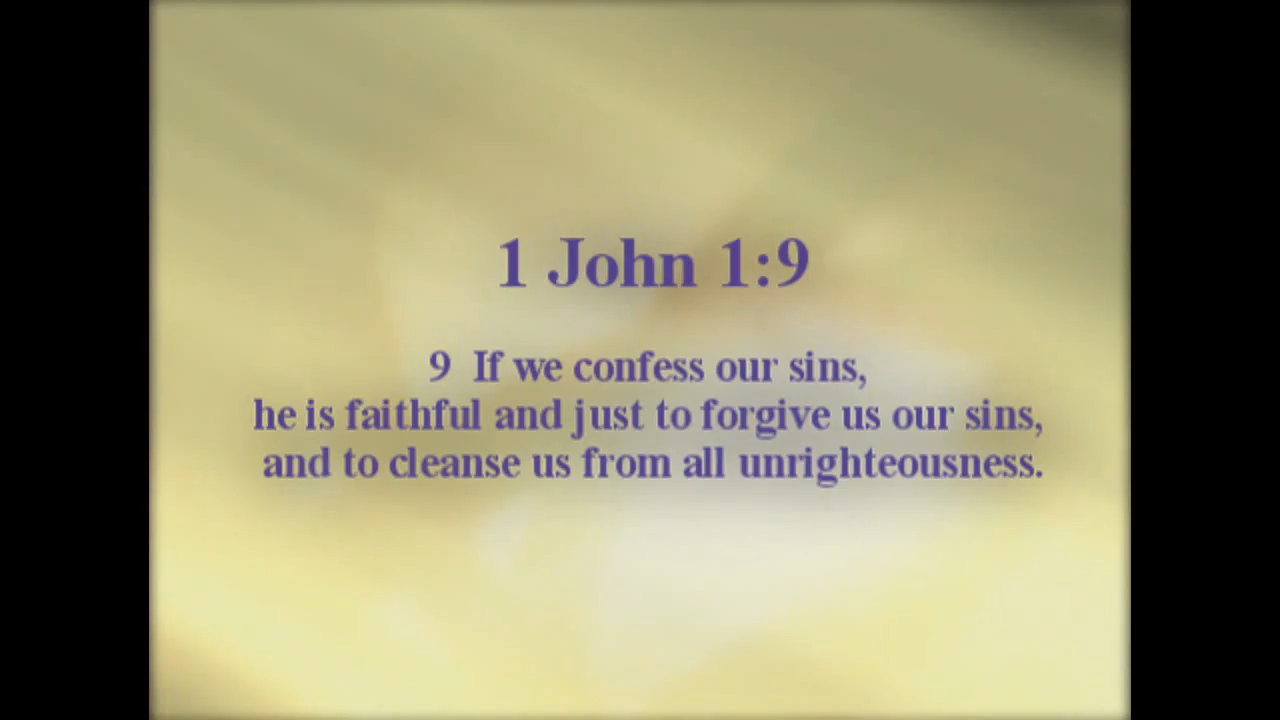 1 John 1:9
9 If we confess our sins,
he is faithful and just to forgive us our sins,
and to cleanse us from all unrighteousness.